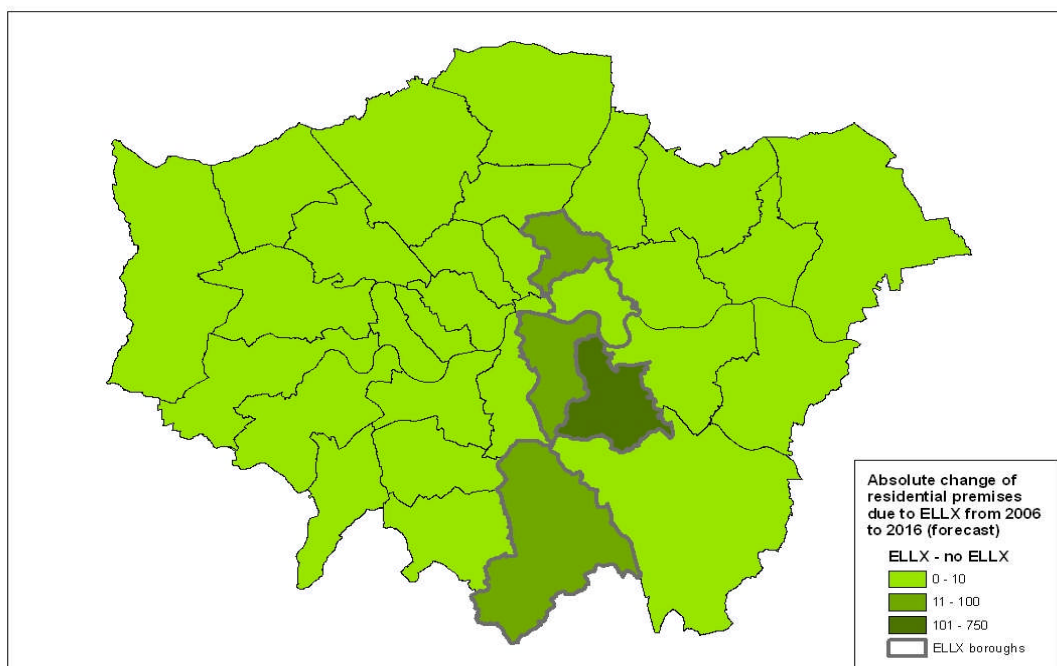 Absolute change of
residential premises
due to ELLX from 2006
to 2016 (forecast)
ELLX - no ELLX
0 - 10
11 - 100
101 - 750
ELLX boroughs